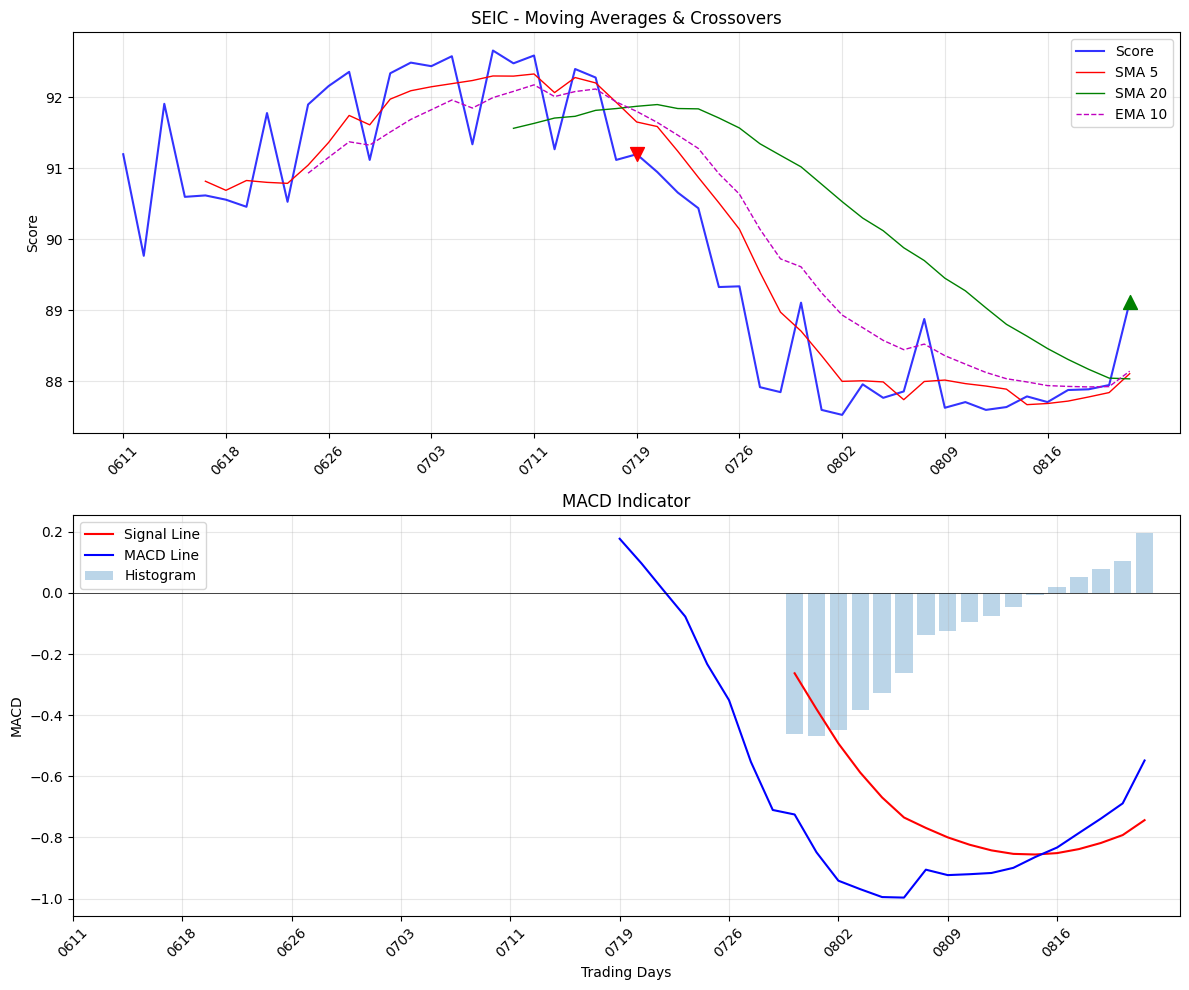 SEIC - Moving Averages & Crossovers
Score
SMA 5
SMA 20
EMA 10
92
91
90
89
88
Score
0611
0618
0626
0703
0711
0719
0726
0802
0809
0816
MACD Indicator
Signal Line
MACD Line
Histogram
0.2
0.0
−0.2
−0.4
−0.6
−0.8
−1.0
MACD
0611
0618
0626
0703
0711
0719
0726
0802
0809
0816
Trading Days